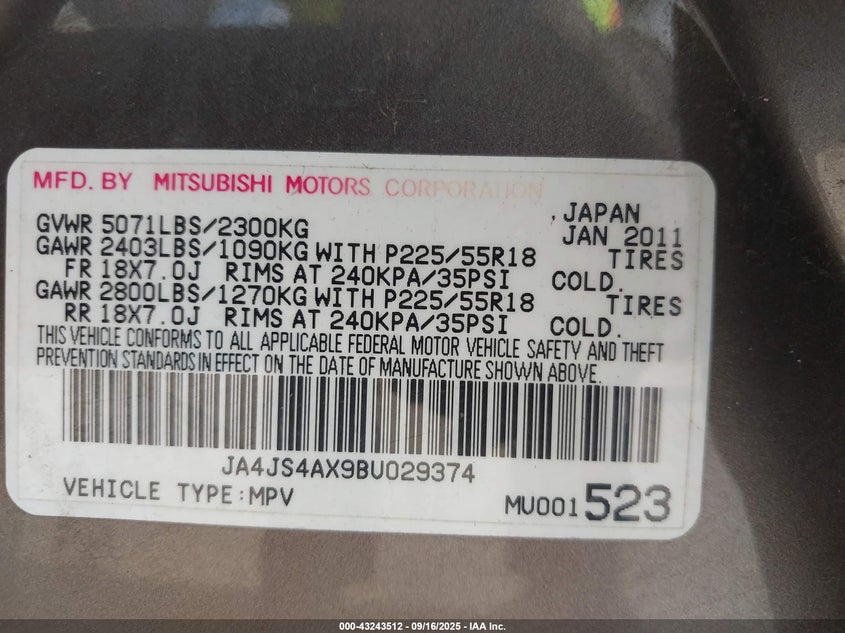 MFD. BY MITSUBISHI MOTORS CORPORATION
GVWR 5071LBS/2300KG , JAPAN
GAWR 2403LBS/1090KG WITH P225/55R18 JAN 2011
FR 18X7.0J RIMS AT 240KPA/35PSI TIRES COLD.
GAWR 2800LBS/1270KG WITH P225/55R18 TIRES
RR 18X7.0J RIMS AT 240KPA/35PSI COLD.
THIS VEHICLE CONFORMS TO ALL APPLICABLE FEDERAL MOTOR VEHICLE SAFETY AND THEFT
PREVENTION STANDARDS IN EFFECT ON THE DATE OF MANUFACTURE SHOWN ABOVE.
JA4JS4AX9BU029374
VEHICLE TYPE:MPV MU001523
000-43243512 - 09/16/2025 - IAA Inc.